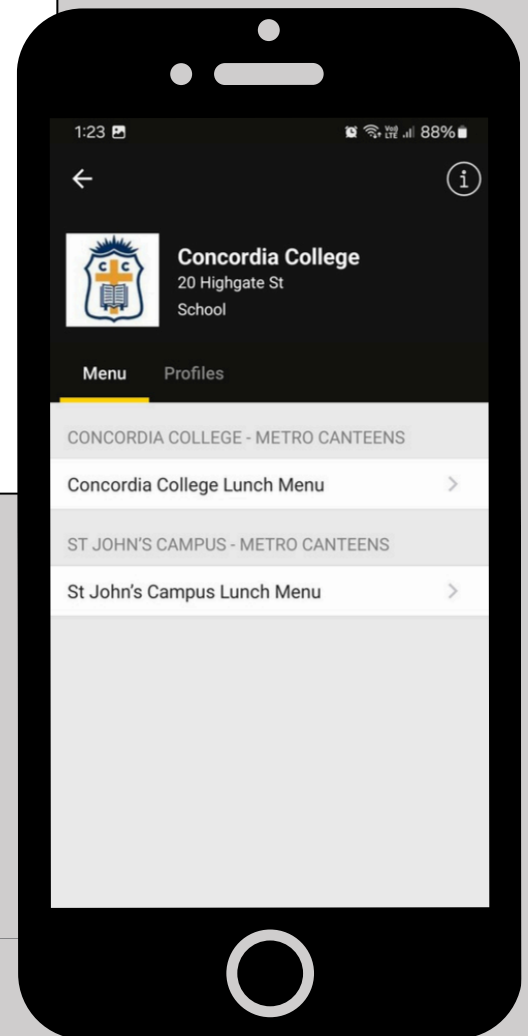 1:23
88%
Concordia College
20 Highgate St
School
C C
Menu Profiles
CONCORDIA COLLEGE - METRO CANTEENS
Concordia College Lunch Menu
ST JOHN'S CAMPUS - METRO CANTEENS
St John's Campus Lunch Menu